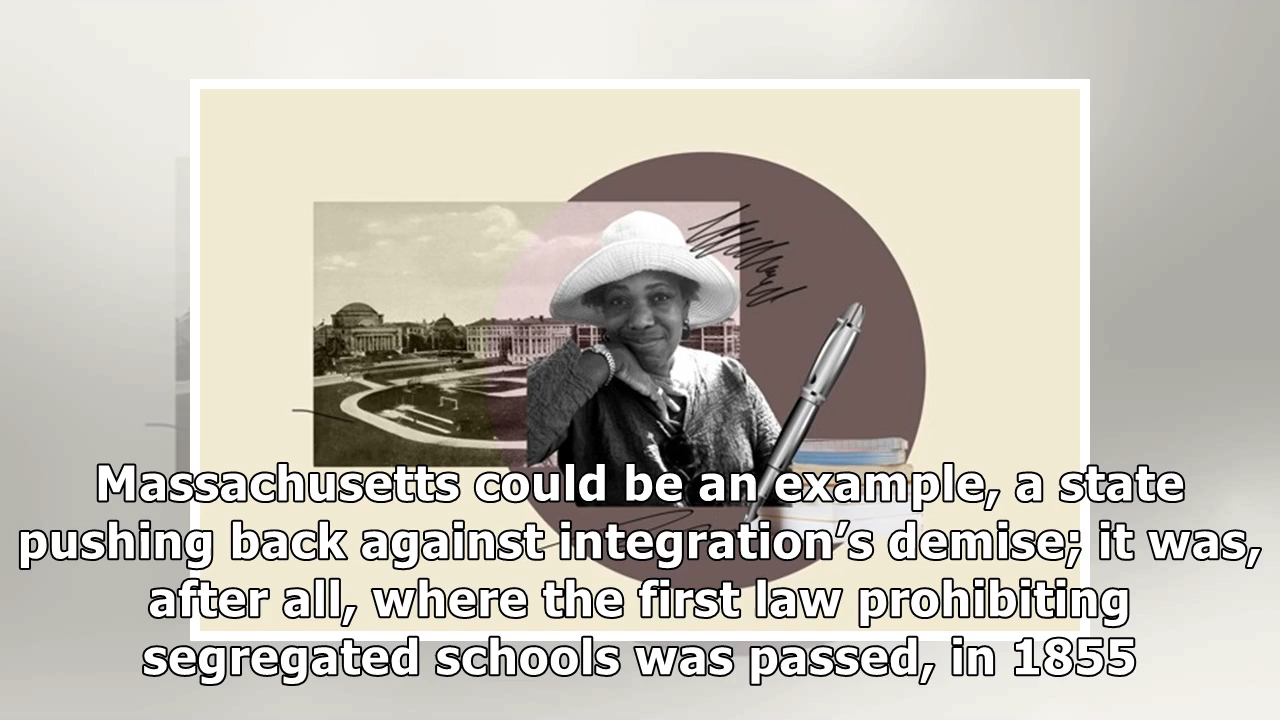 Massachusetts could be an example, a state
pushing back against integration’s demise; it was,
after all, where the first law prohibiting
segregated schools was passed, in 1855